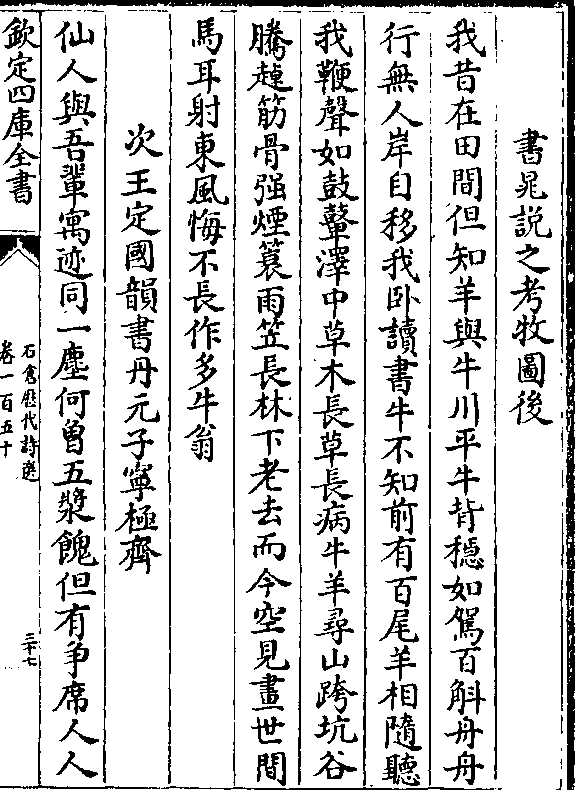 書晁説之考牧圖後
我昔在田間但知羊與牛川平牛背穩如駕百斛舟舟
行無人岸自移我卧讀書牛不知前有百尾羊相隨聽
我鞭聲如鼓鼙澤中草木長草長病牛羊尋山跨坑谷
騰趠筋骨强煙蓑雨笠長林下老去而今空見畫世間
馬耳射東風悔不長作多牛翁
次王定國韻書丹元子寧極齊
仙人與吾輩寓迹同一塵何曾五漿餽但有爭席人人
欽定四庫全書
石倉歷代詩選
卷一百五十
三十七